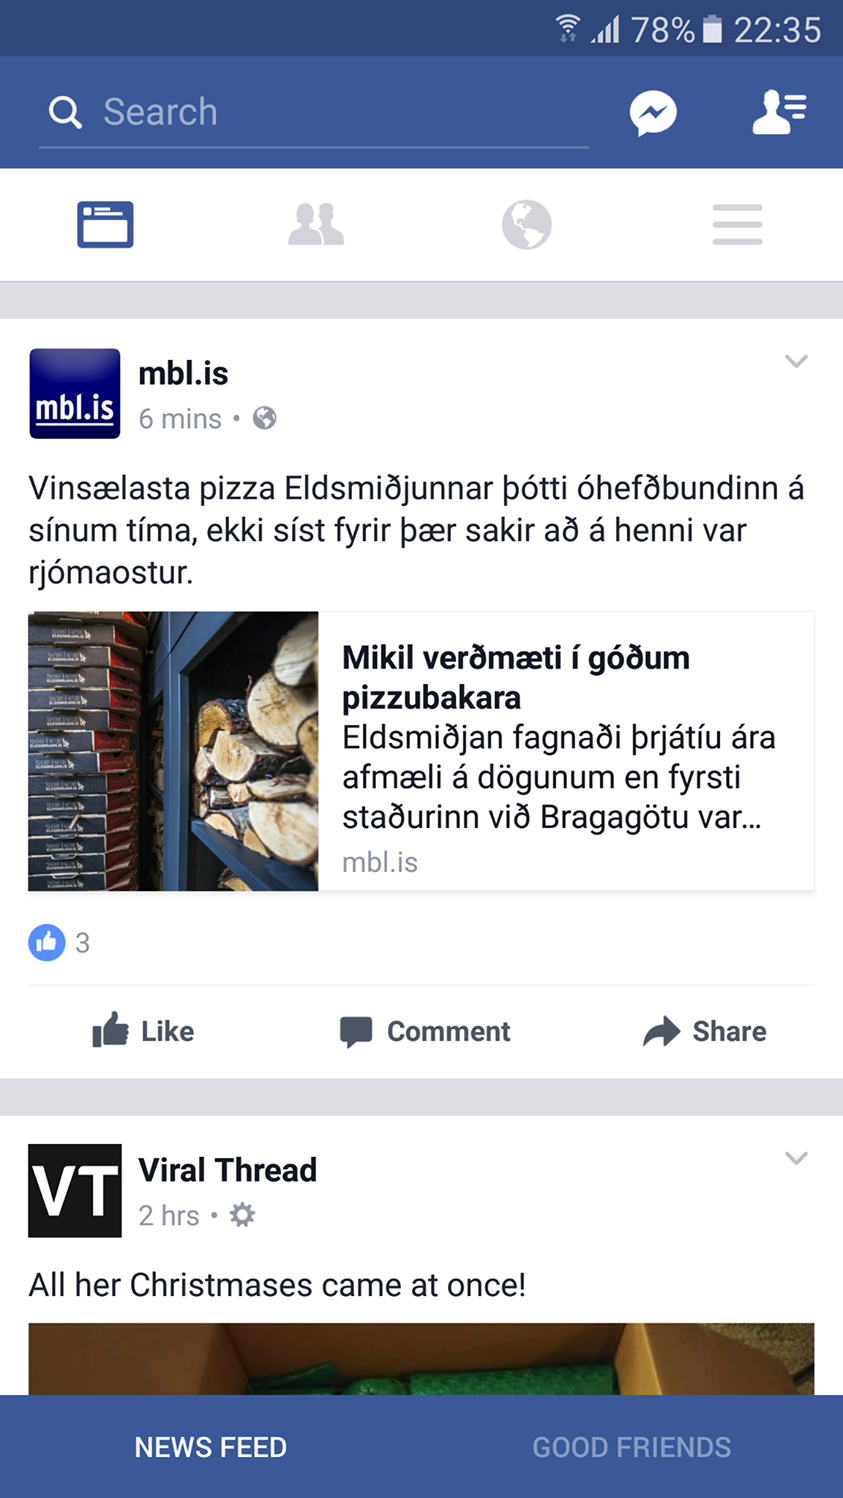 78% 22:35
Search
mbl.is
mbl.is
6 mins •
Vinsælasta pizza Eldsmiðjunnar þótti óhefðbundinn á
sínum tíma, ekki síst fyrir þær sakir að á henni var
rjómaostur.
Mikil verðmæti í góðum
pizzubakara
Eldsmiðjan fagnaði þrjátíu ára
afmæli á dögunum en fyrsti
staðurinn við Bragagötu var...
mbl.is
3
Like Comment Share
VT
Viral Thread
2 hrs •
All her Christmases came at once!
NEWS FEED GOOD FRIENDS